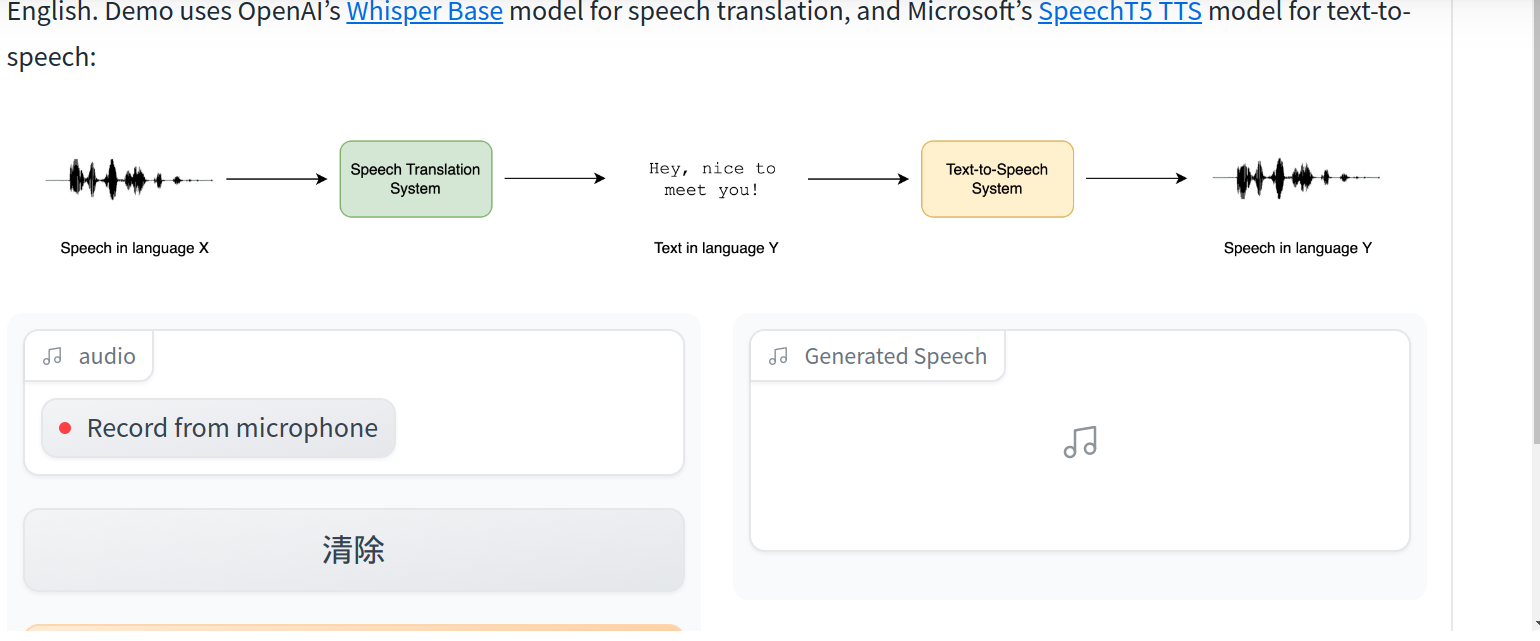 English. Demo uses OpenAI’s Whisper Base model for speech translation, and Microsoft’s SpeechT5 TTS model for text-to-
speech:
Speech Translation
System
Hey, nice to
meet you!
Text-to-Speech
System
Speech in language X
Text in language Y
Speech in language Y
audio
Generated Speech
Record from microphone
清除